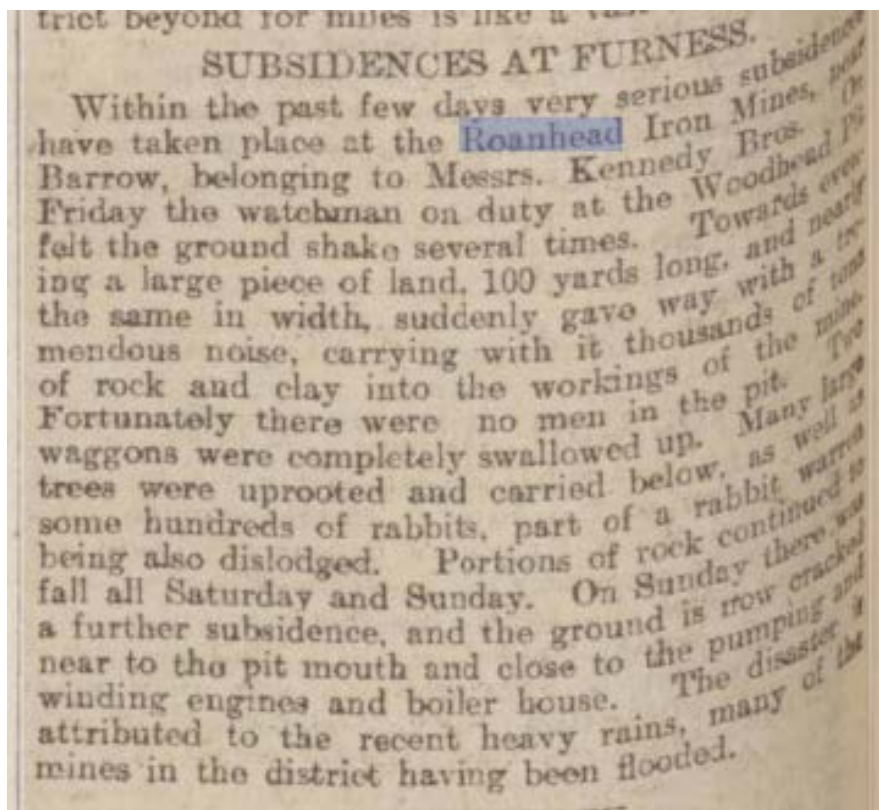 trict beyond for miles is like a
SUBSIDENCES AT FURNESS.
Within the past few days very serious subsidences
have taken place at the Roanhead Iron Mines, near
Barrow, belonging to Messrs. Kennedy Bros. On
Friday the watchman on duty at the Woodhead Pit
felt the ground shake several times. Towards even-
ing a large piece of land, 100 yards long, and nearly
the same in width, suddenly gave way with a tre-
mendous noise, carrying with it thousands of tons
of rock and clay into the workings of the mine.
Fortunately there were no men in the pit. Two
waggons were completely swallowed up. Many large
trees were uprooted and carried below, as well as
some hundreds of rabbits, part of a rabbit warren
being also dislodged. Portions of rock continued to
fall all Saturday and Sunday. On Sunday there was
a further subsidence, and the ground is now cracked
near to the pit mouth and close to the pumping and
winding engines and boiler house. The disaster is
attributed to the recent heavy rains, many of the
mines in the district having been flooded.